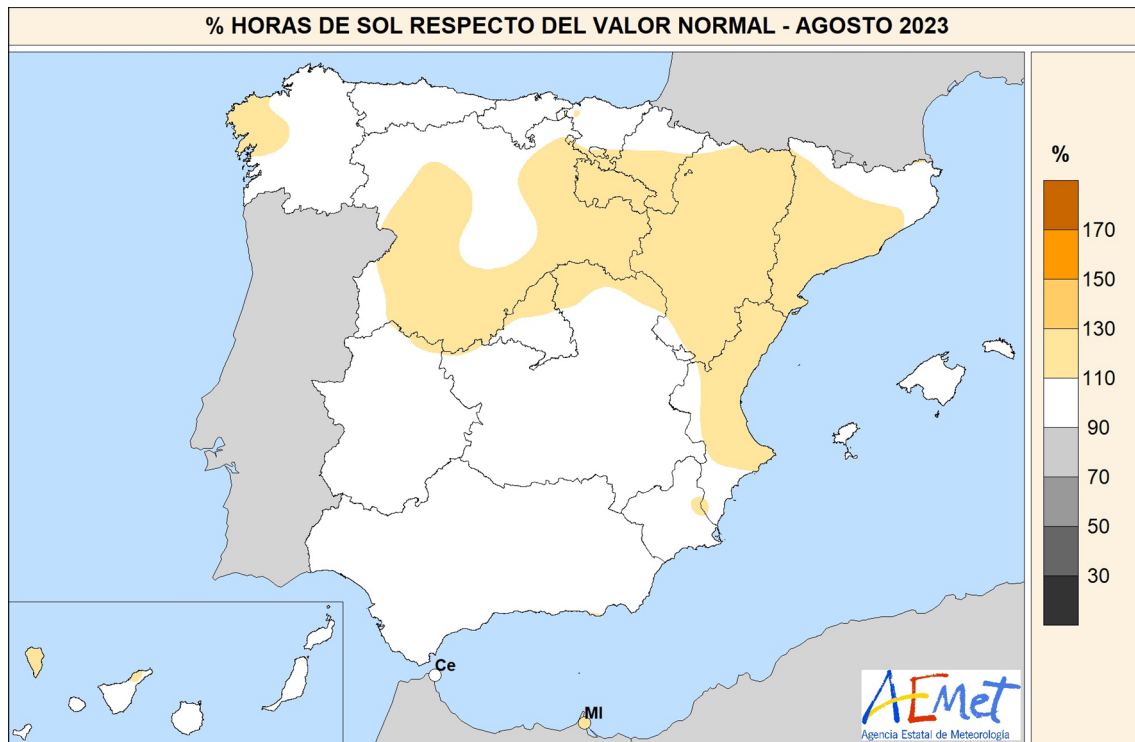 % HORAS DE SOL RESPECTO DEL VALOR NORMAL - AGOSTO 2023
%
170
150
130
110
90
70
50
30
Ce
Ml
AEMet
Agencia Estatal de Meteorología